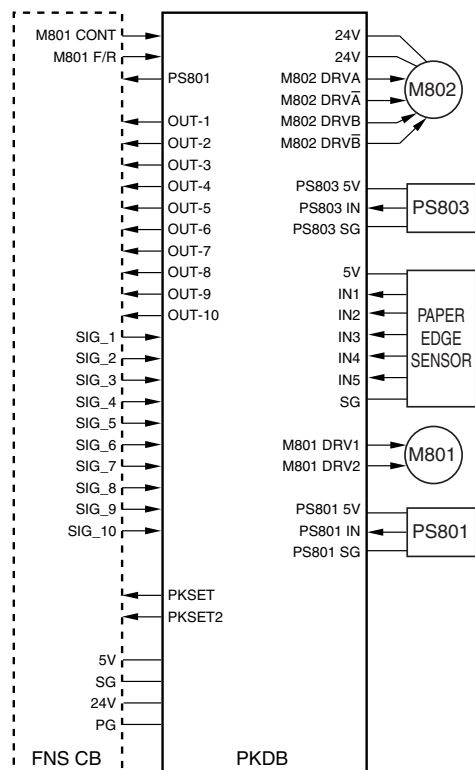 M801 CONT
M801 F/R
PS801
OUT-1
OUT-2
OUT-3
OUT-4
OUT-5
OUT-6
OUT-7
OUT-8
OUT-9
OUT-10
SIG_1
SIG_2
SIG_3
SIG_4
SIG_5
SIG_6
SIG_7
SIG_8
SIG_9
SIG_10
PKSET
PKSET2
5V
SG
24V
PG
FNS CB
PKDB
24V
24V
M802 DRVA
M802 DRVA̅
M802 DRVB
M802 DRVB̅
M802
PS803 5V
PS803 IN
PS803 SG
PS803
5V
IN1
IN2
IN3
IN4
IN5
SG
PAPER
EDGE
SENSOR
M801 DRV1
M801 DRV2
M801
PS801 5V
PS801 IN
PS801 SG
PS801